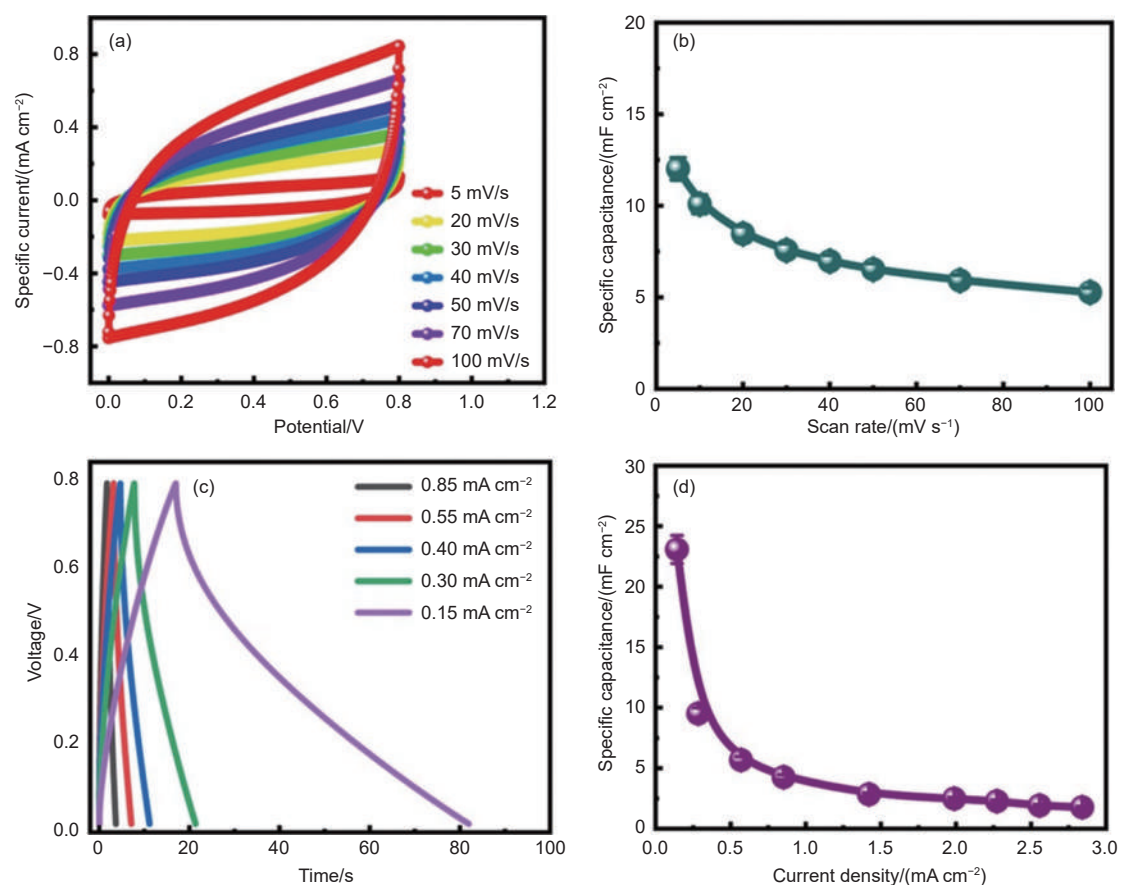 (a)
Specific current/(mA cm⁻²)
0.8
0.4
0.0
−0.4
−0.8
5 mV/s
20 mV/s
30 mV/s
40 mV/s
50 mV/s
70 mV/s
100 mV/s
0.0 0.2 0.4 0.6 0.8 1.0 1.2
Potential/V
(b)
Specific capacitance/(mF cm⁻²)
20
15
10
5
0
0 20 40 60 80 100
Scan rate/(mV s⁻¹)
(c)
Voltage/V
0.8
0.6
0.4
0.2
0.0
0.85 mA cm⁻²
0.55 mA cm⁻²
0.40 mA cm⁻²
0.30 mA cm⁻²
0.15 mA cm⁻²
0 20 40 60 80 100
Time/s
(d)
Specific capacitance/(mF cm⁻²)
30
25
20
15
10
5
0
0.0 0.5 1.0 1.5 2.0 2.5 3.0
Current density/(mA cm⁻²)